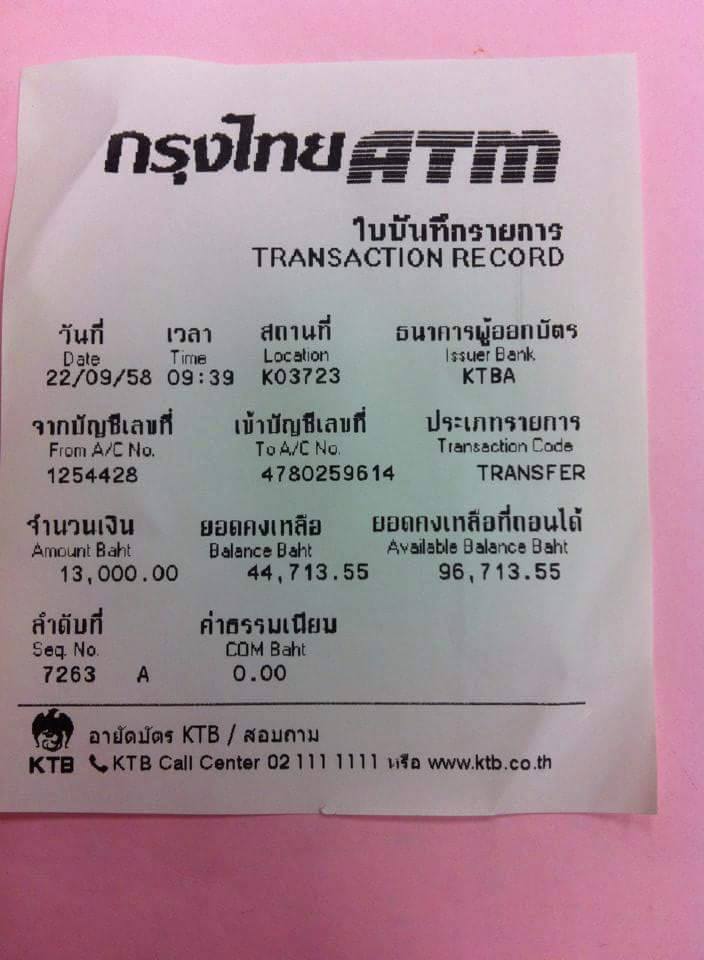 กรุงไทย ATM
ใบบันทึกรายการ
TRANSACTION RECORD
วันที่ เวลา สถานที่ ธนาคารผู้ออกบัตร
Date Time Location Issuer Bank
22/09/58 09:39 K03723 KTBA
จากบัญชีเลขที่ เข้าบัญชีเลขที่ ประเภทรายการ
From A/C No. To A/C No. Transaction Code
1254428 4780259614 TRANSFER
จำนวนเงิน ยอดคงเหลือ ยอดคงเหลือที่ถอนได้
Amount Baht Balance Baht Available Balance Baht
13,000.00 44,713.55 96,713.55
ลำดับที่ ค่าธรรมเนียม
Seq. No. COM Baht
7263 A 0.00
อายัดบัตร KTB / สอบถาม
KTB KTB Call Center 02 111 1111 หรือ www.ktb.co.th